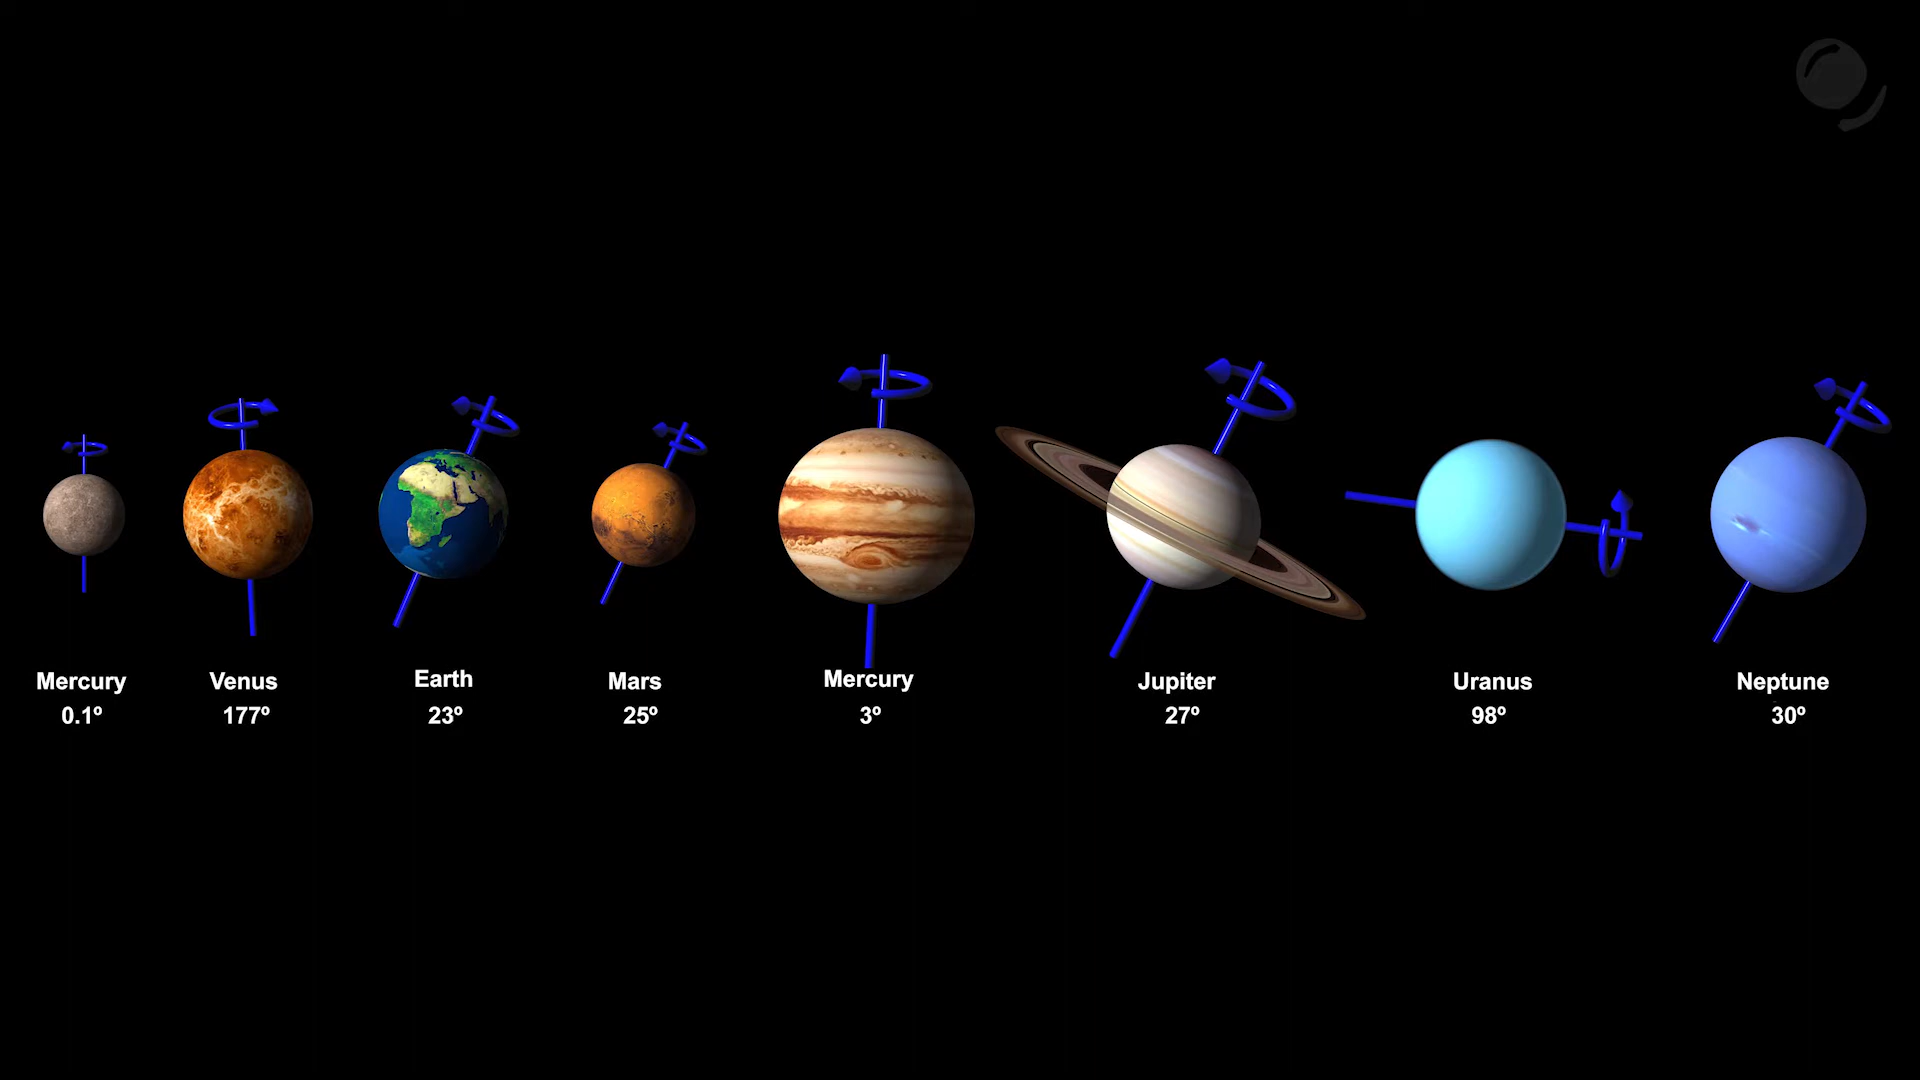 Mercury
0.1º
Venus
177º
Earth
23º
Mars
25º
Mercury
3º
Jupiter
27º
Uranus
98º
Neptune
30º